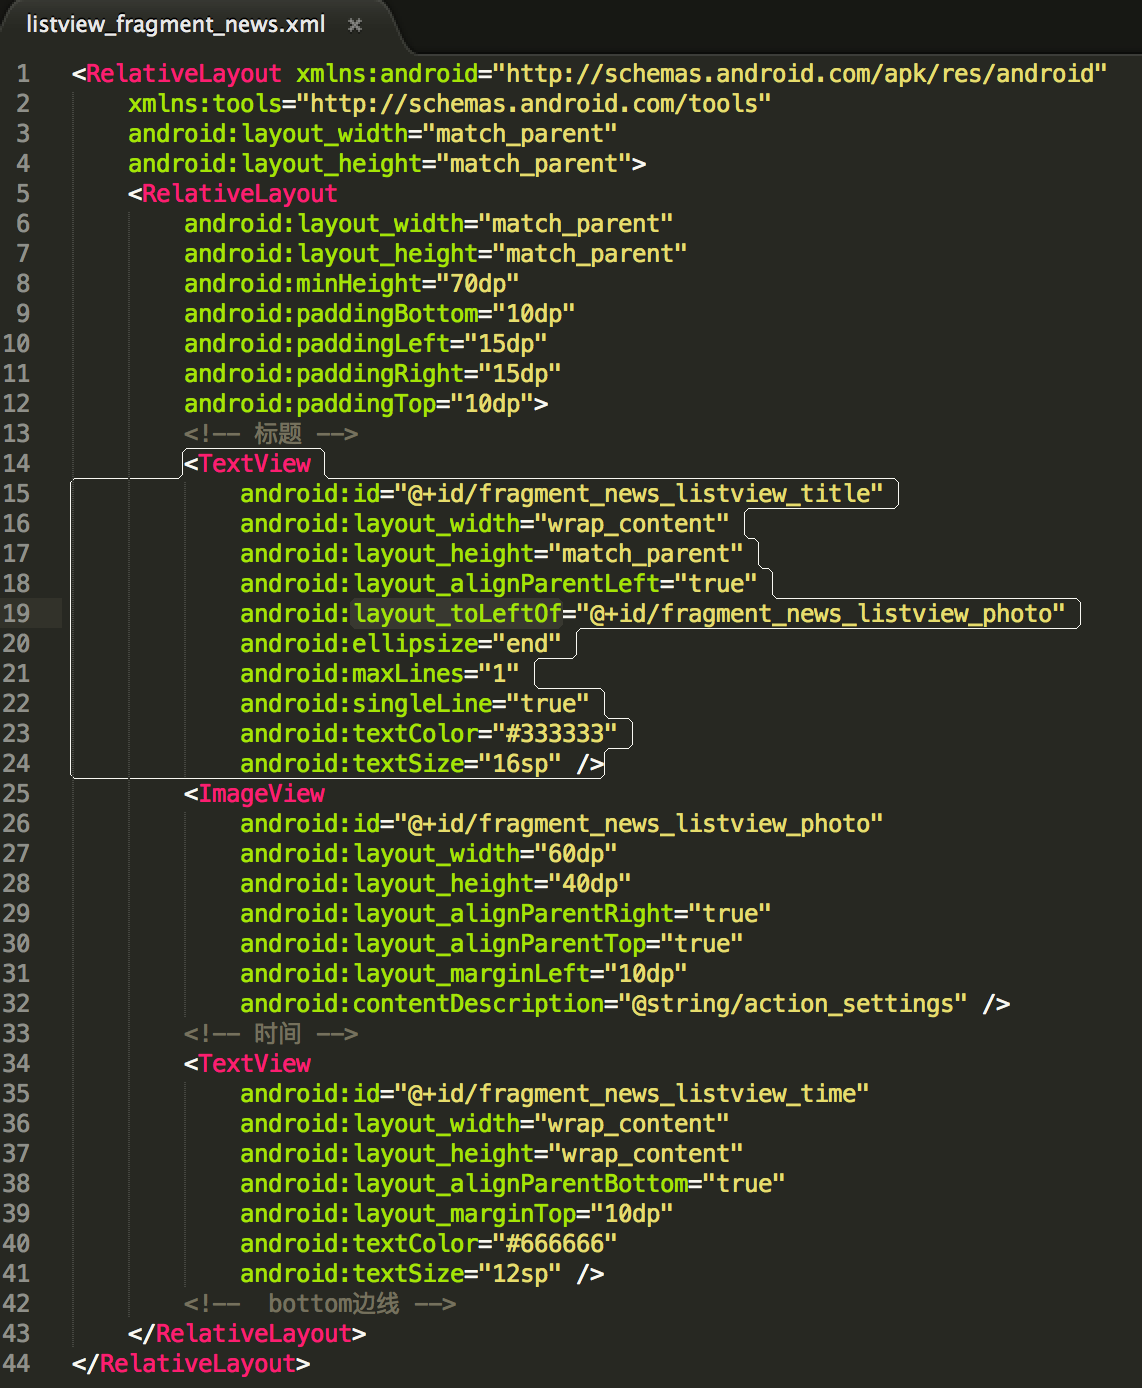 listview_fragment_news.xml ×
1 <RelativeLayout xmlns:android="http://schemas.android.com/apk/res/android"
2 xmlns:tools="http://schemas.android.com/tools"
3 android:layout_width="match_parent"
4 android:layout_height="match_parent">
5 <RelativeLayout
6 android:layout_width="match_parent"
7 android:layout_height="match_parent"
8 android:minHeight="70dp"
9 android:paddingBottom="10dp"
10 android:paddingLeft="15dp"
11 android:paddingRight="15dp"
12 android:paddingTop="10dp">
13 <!-- 标题 -->
14 <TextView
15 android:id="@+id/fragment_news_listview_title"
16 android:layout_width="wrap_content"
17 android:layout_height="match_parent"
18 android:layout_alignParentLeft="true"
19 android:layout_toLeftOf="@+id/fragment_news_listview_photo"
20 android:ellipsize="end"
21 android:maxLines="1"
22 android:singleLine="true"
23 android:textColor="#333333"
24 android:textSize="16sp" />
25 <ImageView
26 android:id="@+id/fragment_news_listview_photo"
27 android:layout_width="60dp"
28 android:layout_height="40dp"
29 android:layout_alignParentRight="true"
30 android:layout_alignParentTop="true"
31 android:layout_marginLeft="10dp"
32 android:contentDescription="@string/action_settings" />
33 <!-- 时间 -->
34 <TextView
35 android:id="@+id/fragment_news_listview_time"
36 android:layout_width="wrap_content"
37 android:layout_height="wrap_content"
38 android:layout_alignParentBottom="true"
39 android:layout_marginTop="10dp"
40 android:textColor="#666666"
41 android:textSize="12sp" />
42 <!--  bottom边线 -->
43 </RelativeLayout>
44 </RelativeLayout>